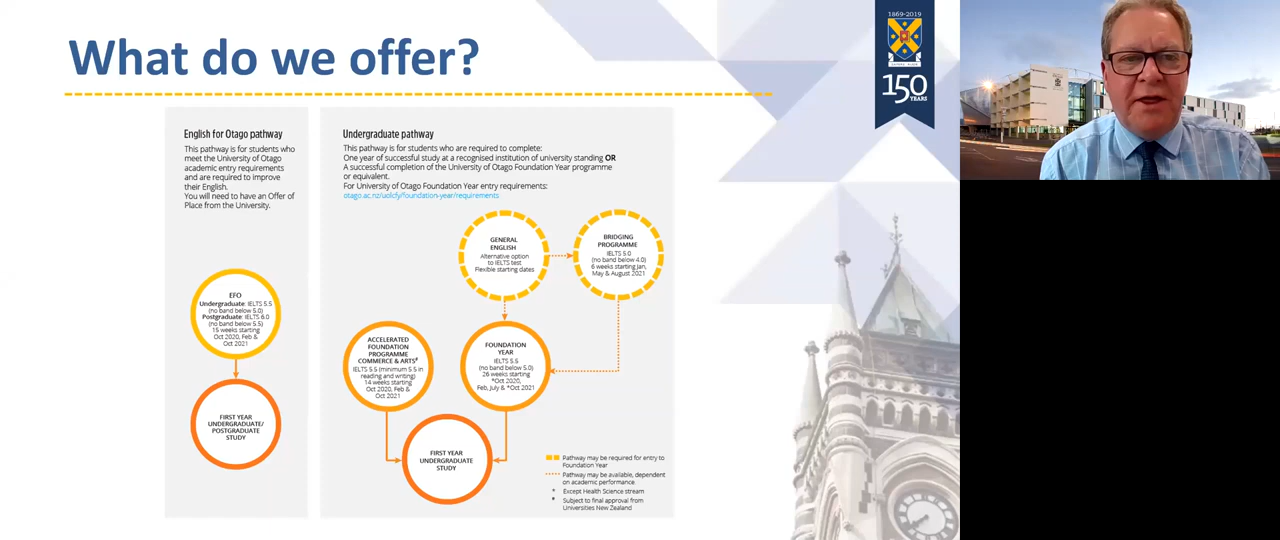 What do we offer?
1869-2019
150
YEARS
English for Otago pathway
This pathway is for students who
meet the University of Otago
academic entry requirements
and are required to improve
their English.
You will need to have an Offer of
Place from the University.
EFO
Undergraduate: IELTS 5.5
(no band below 5.0)
Postgraduate: IELTS 6.0
(no band below 5.5)
15 weeks starting
Oct 2020, Feb &
Oct 2021
FIRST YEAR
UNDERGRADUATE/
POSTGRADUATE
STUDY
Undergraduate pathway
This pathway is for students who are required to complete:
One year of successful study at a recognised institution of university standing OR
A successful completion of the University of Otago Foundation Year programme
or equivalent.
For University of Otago Foundation Year entry requirements:
otago.ac.nz/uolcfy/foundation-year/requirements
GENERAL
ENGLISH
Alternative option
to IELTS test
Flexible starting dates
BRIDGING
PROGRAMME
IELTS 5.0
(no band below 4.0)
6 weeks starting Jan,
May & August 2021
ACCELERATED
FOUNDATION
PROGRAMME
COMMERCE & ARTS#
IELTS 5.5 (minimum 5.5 in
reading and writing)
14 weeks starting
Oct 2020, Feb &
Oct 2021
FOUNDATION
YEAR
IELTS 5.5
(no band below 5.0)
26 weeks starting
*Oct 2020,
Feb, July & *Oct 2021
FIRST YEAR
UNDERGRADUATE
STUDY
Pathway may be required for entry to
Foundation Year
Pathway may be available, dependent
on academic performance
Except Health Science stream
Subject to final approval from
Universities New Zealand